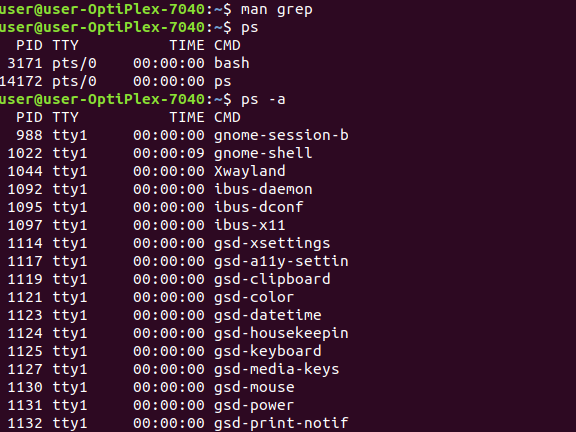 user@user-OptiPlex-7040:~$ man grep
user@user-OptiPlex-7040:~$ ps
PID TTY TIME CMD
3171 pts/0 00:00:00 bash
14172 pts/0 00:00:00 ps
user@user-OptiPlex-7040:~$ ps -a
PID TTY TIME CMD
988 tty1 00:00:00 gnome-session-b
1022 tty1 00:00:09 gnome-shell
1044 tty1 00:00:00 Xwayland
1092 tty1 00:00:00 ibus-daemon
1095 tty1 00:00:00 ibus-dconf
1097 tty1 00:00:00 ibus-x11
1114 tty1 00:00:00 gsd-xsettings
1117 tty1 00:00:00 gsd-a11y-settin
1119 tty1 00:00:00 gsd-clipboard
1121 tty1 00:00:00 gsd-color
1123 tty1 00:00:00 gsd-datetime
1124 tty1 00:00:00 gsd-housekeepin
1125 tty1 00:00:00 gsd-keyboard
1127 tty1 00:00:00 gsd-media-keys
1130 tty1 00:00:00 gsd-mouse
1131 tty1 00:00:00 gsd-power
1132 tty1 00:00:00 gsd-print-notif